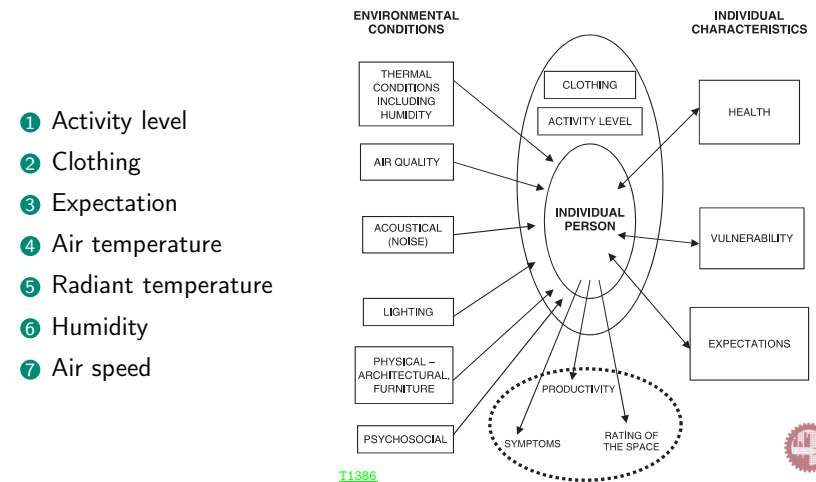 1 Activity level
2 Clothing
3 Expectation
4 Air temperature
5 Radiant temperature
6 Humidity
7 Air speed
ENVIRONMENTAL
CONDITIONS
THERMAL
CONDITIONS
INCLUDING
HUMIDITY
AIR QUALITY
ACOUSTICAL
(NOISE)
LIGHTING
PHYSICAL –
ARCHITECTURAL,
FURNITURE
PSYCHOSOCIAL
CLOTHING
ACTIVITY LEVEL
INDIVIDUAL
PERSON
PRODUCTIVITY
SYMPTOMS
RATING OF
THE SPACE
INDIVIDUAL
CHARACTERISTICS
HEALTH
VULNERABILITY
EXPECTATIONS
T1386